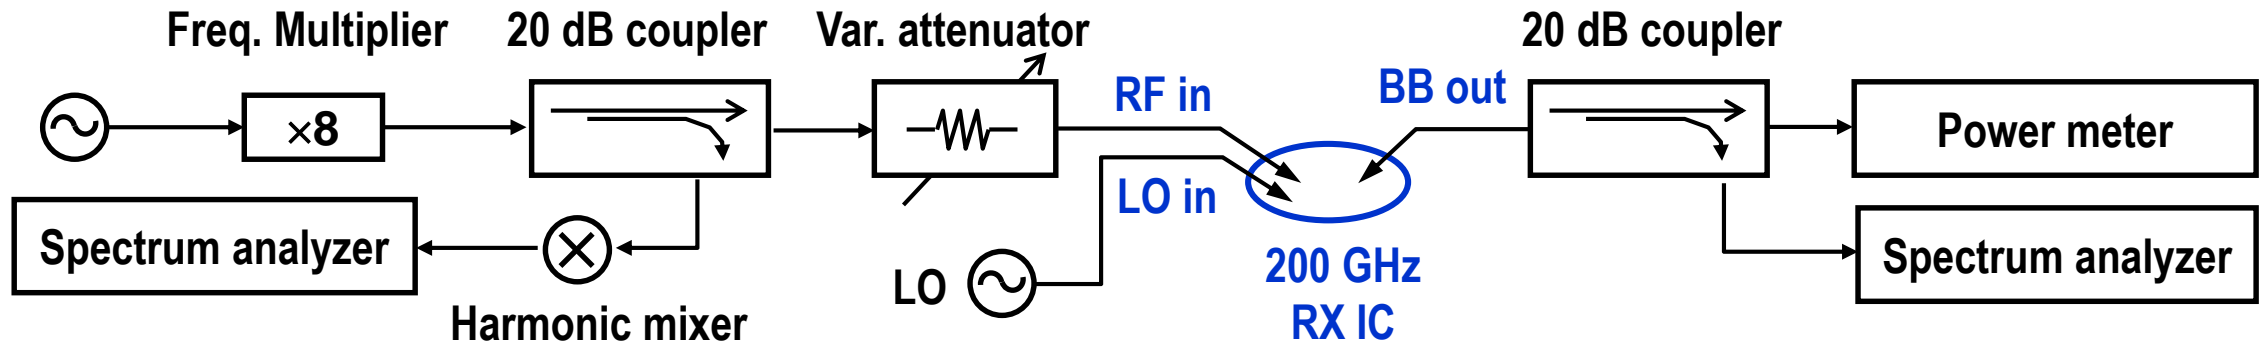 Freq. Multiplier
20 dB coupler
Var. attenuator
20 dB coupler
×8
RF in
BB out
Power meter
LO in
Spectrum analyzer
Harmonic mixer
LO
200 GHz
RX IC
Spectrum analyzer